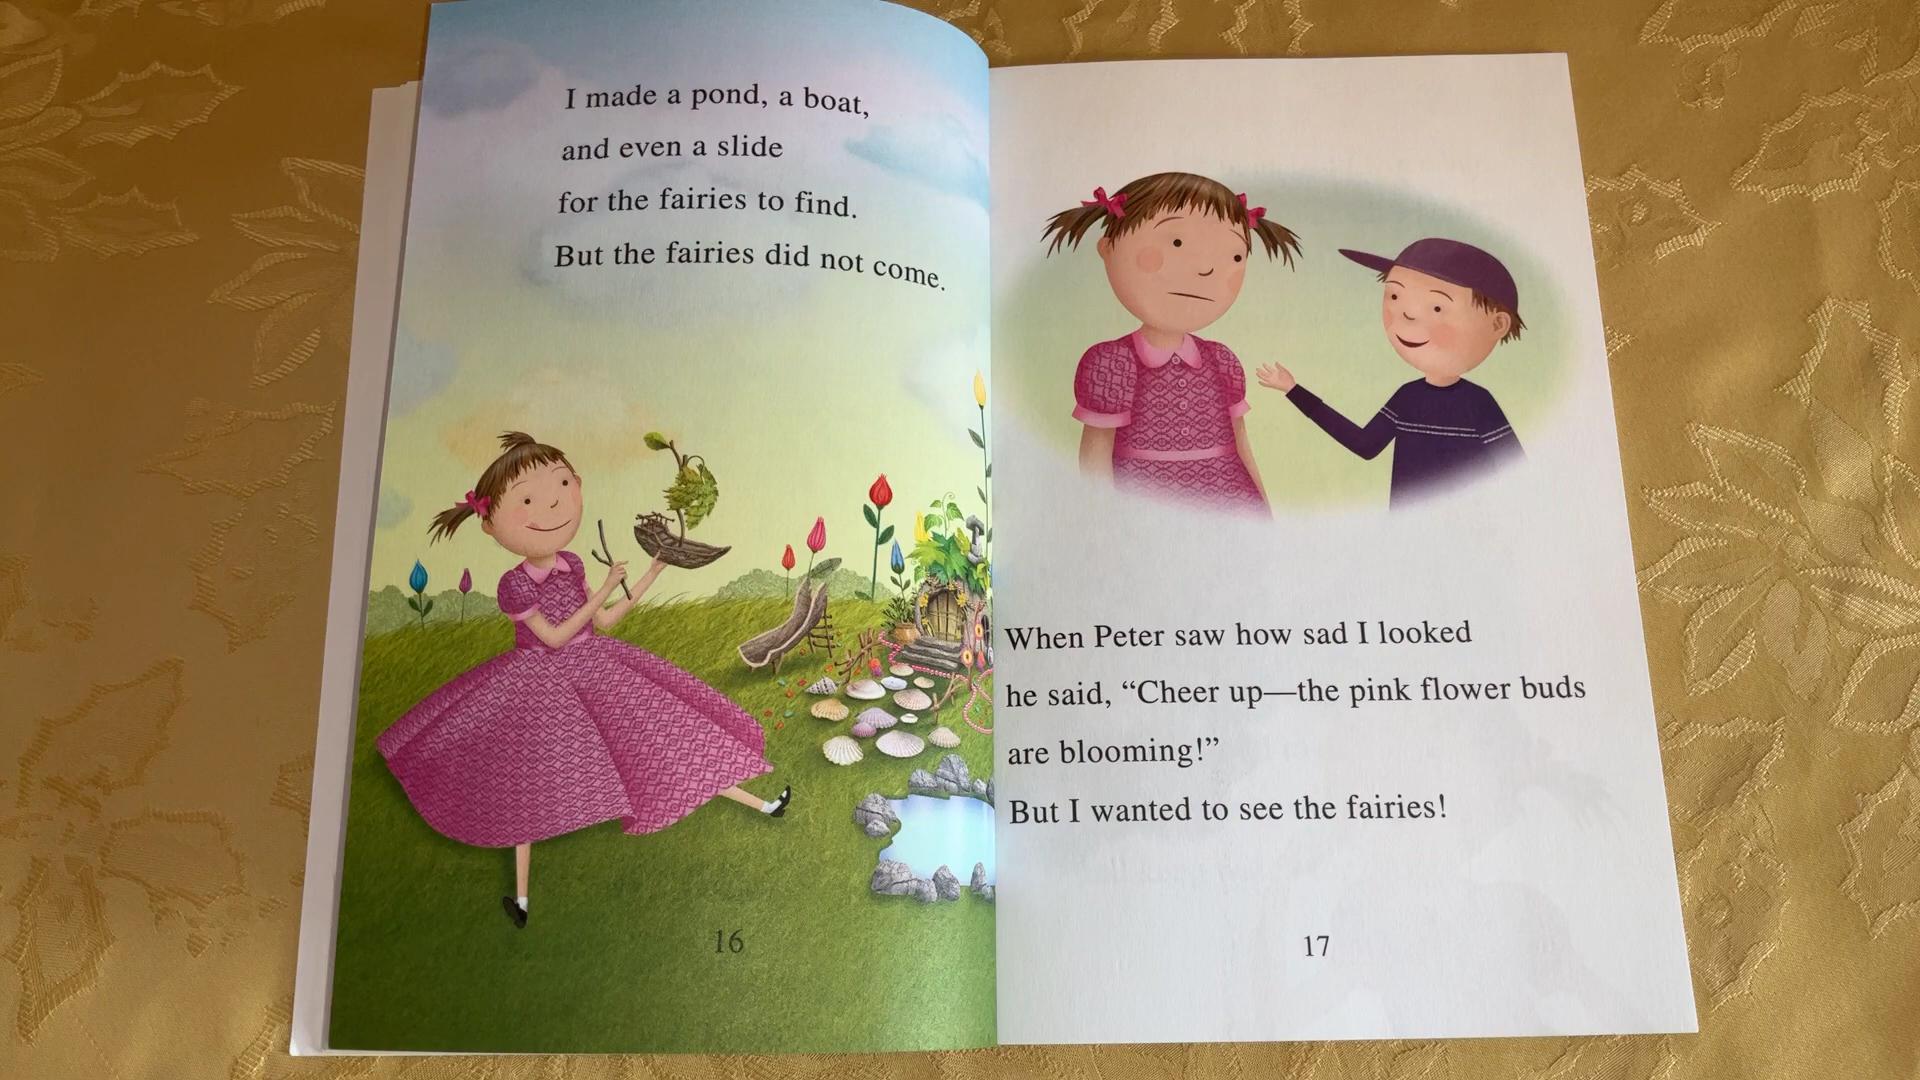 I made a pond, a boat,
and even a slide
for the fairies to find.
But the fairies did not come.
16
When Peter saw how sad I looked
he said, “Cheer up—the pink flower buds
are blooming!”
But I wanted to see the fairies!
17